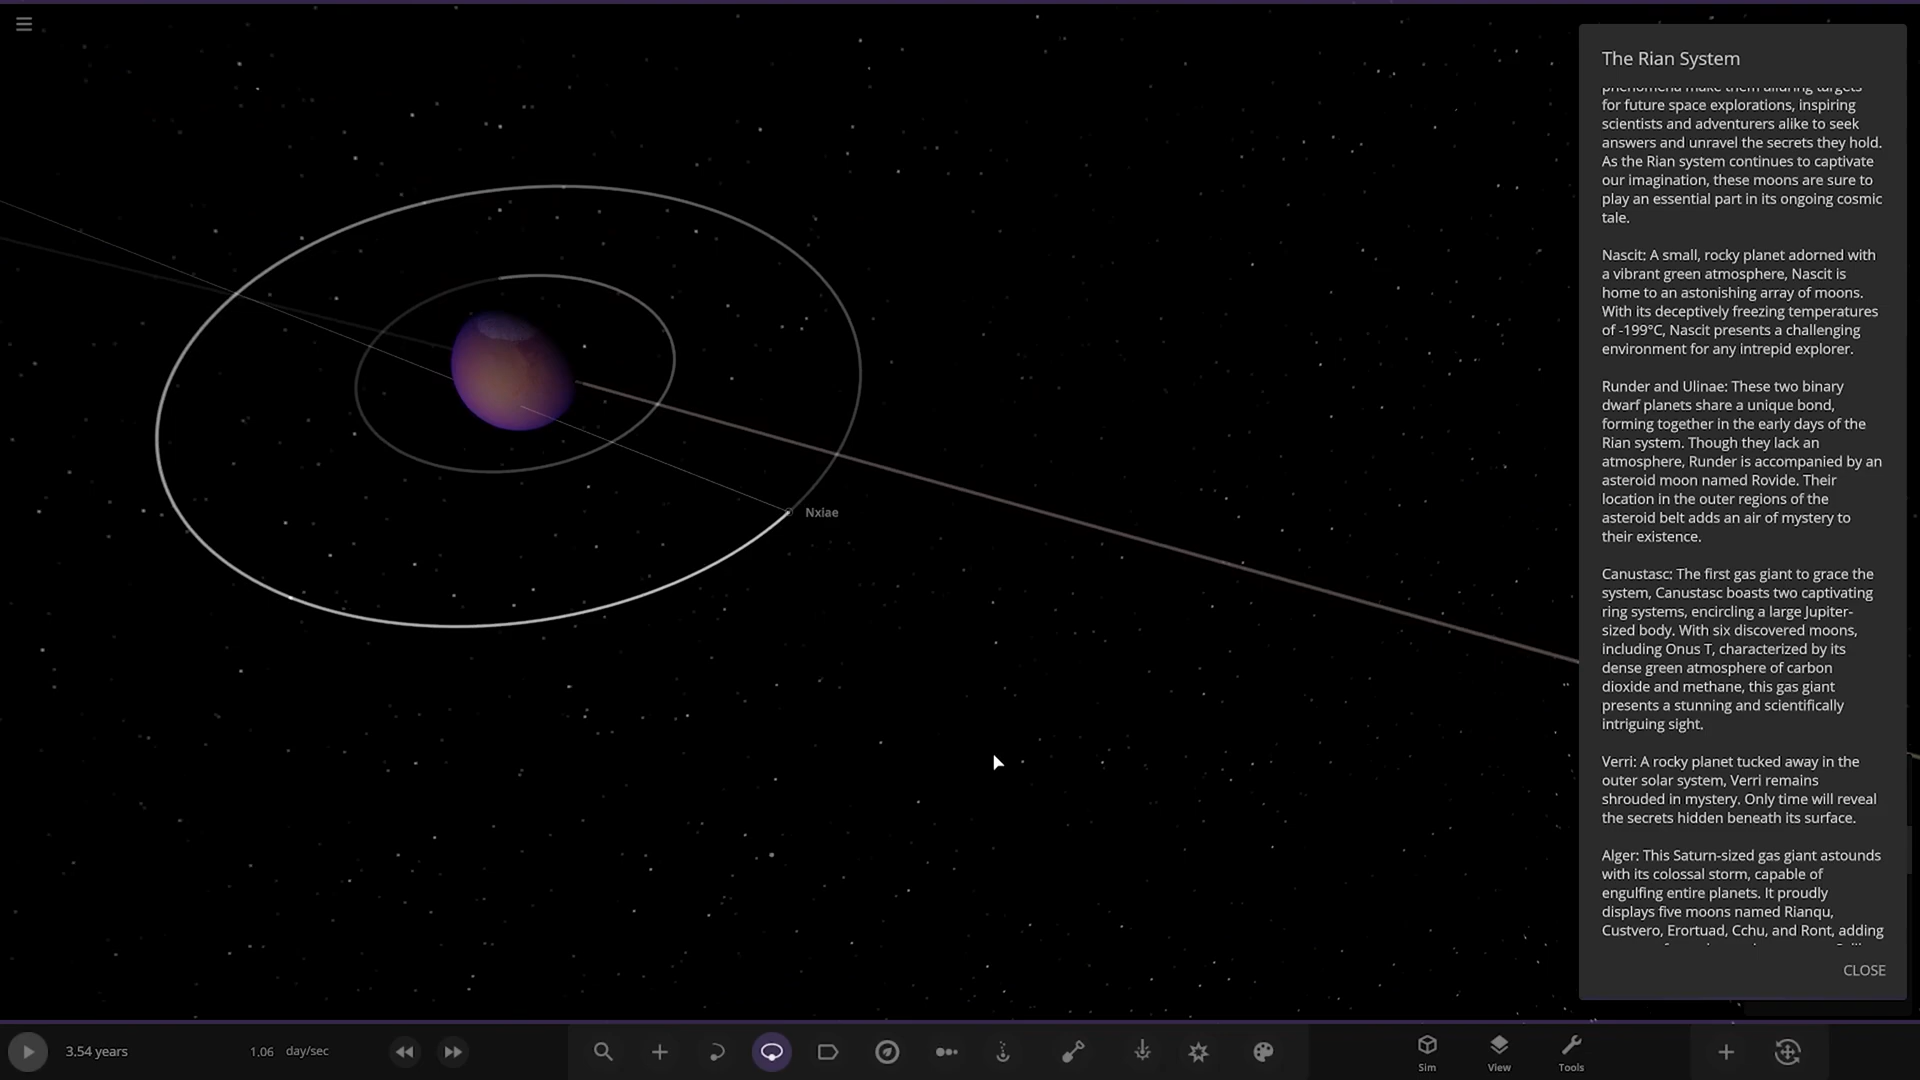 The Rian System
phenomena make them alluring targets
for future space explorations, inspiring
scientists and adventurers alike to seek
answers and unravel the secrets they hold.
As the Rian system continues to captivate
our imagination, these moons are sure to
play an essential part in its ongoing cosmic
tale.
Nascit: A small, rocky planet adorned with
a vibrant green atmosphere, Nascit is
home to an astonishing array of moons.
With its deceptively freezing temperatures
of -199°C, Nascit presents a challenging
environment for any intrepid explorer.
Runder and Ulinae: These two binary
dwarf planets share a unique bond,
forming together in the early days of the
Rian system. Though they lack an
atmosphere, Runder is accompanied by an
asteroid moon named Rovide. Their
location in the outer regions of the
asteroid belt adds an air of mystery to
their existence.
Canustasc: The first gas giant to grace the
system, Canustasc boasts two captivating
ring systems, encircling a large Jupiter-
sized body. With six discovered moons,
including Onus T, characterized by its
dense green atmosphere of carbon
dioxide and methane, this gas giant
presents a stunning and scientifically
intriguing sight.
Verri: A rocky planet tucked away in the
outer solar system, Verri remains
shrouded in mystery. Only time will reveal
the secrets hidden beneath its surface.
Alger: This Saturn-sized gas giant astounds
with its colossal storm, capable of
engulfing entire planets. It proudly
displays five moons named Rianqu,
Custvero, Erortuad, Cchu, and Ront, adding
CLOSE
Nxiae
3.54 years
1.06 day/sec
Sim
View
Tools